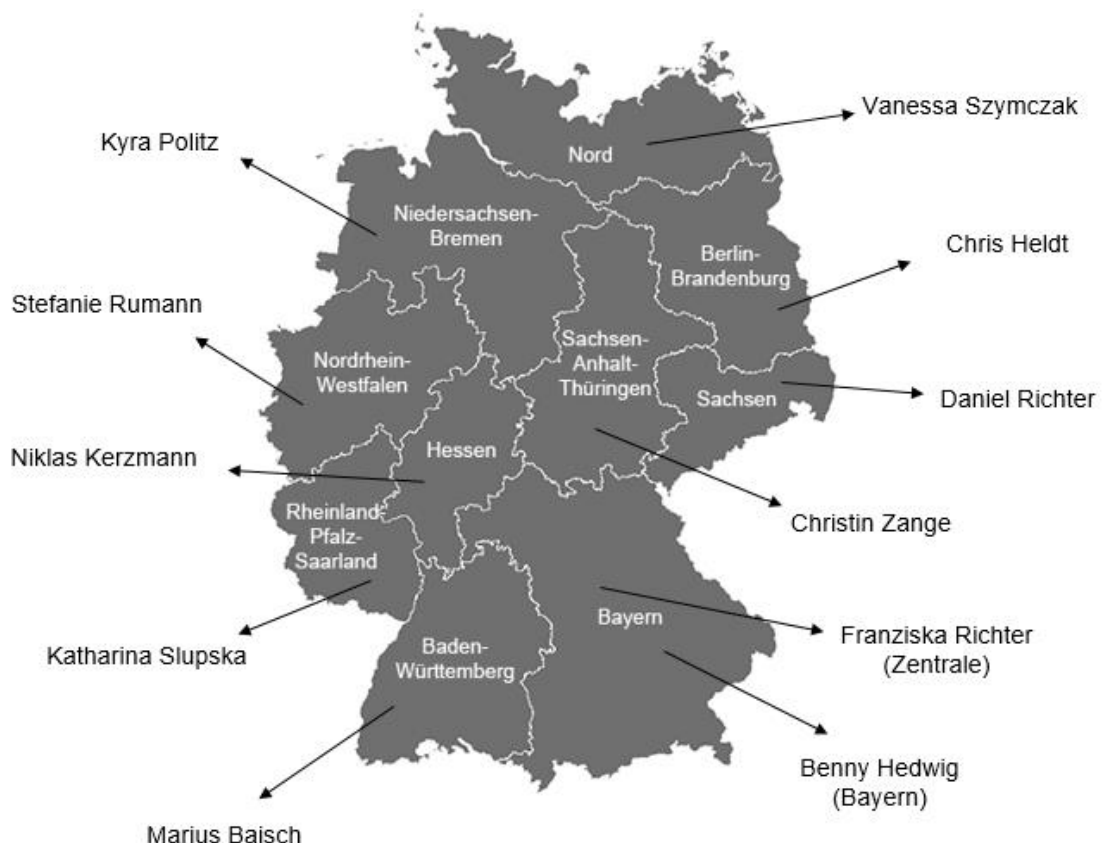 Vanessa Szymczak
Kyra Politz
Nord
Niedersachsen-
Bremen
Chris Heldt
Berlin-
Brandenburg
Stefanie Rumann
Sachsen-
Anhalt-
Thüringen
Nordrhein-
Westfalen
Daniel Richter
Sachsen
Niklas Kerzmann
Hessen
Rheinland-
Pfalz-
Saarland
Christin Zange
Bayern
Franziska Richter
(Zentrale)
Katharina Slupska
Baden-
Württemberg
Benny Hedwig
(Bayern)
Marius Baisch